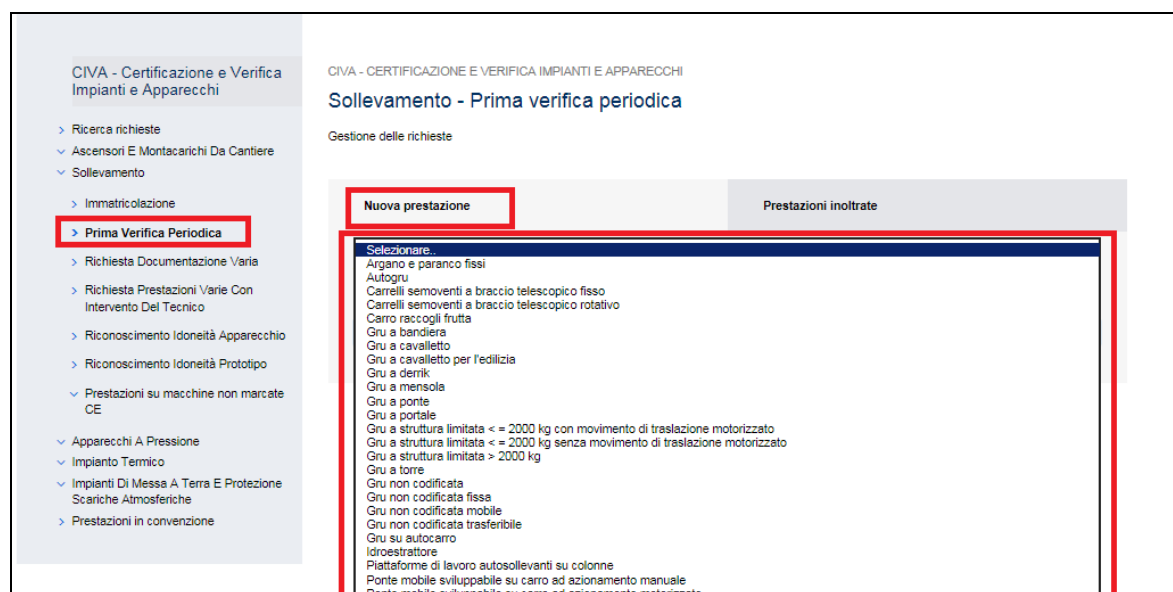 CIVA - Certificazione e Verifica
Impianti e Apparecchi
Ricerca richieste
Ascensori E Montacarichi Da Cantiere
Sollevamento
Immatricolazione
Prima Verifica Periodica
Richiesta Documentazione Varia
Richiesta Prestazioni Varie Con
Intervento Del Tecnico
Riconoscimento Idoneità Apparecchio
Riconoscimento Idoneità Prototipo
Prestazioni su macchine non marcate
CE
Apparecchi A Pressione
Impianto Termico
Impianti Di Messa A Terra E Protezione
Scariche Atmosferiche
Prestazioni in convenzione
CIVA - CERTIFICAZIONE E VERIFICA IMPIANTI E APPARECCHI
Sollevamento - Prima verifica periodica
Gestione delle richieste
Nuova prestazione
Prestazioni inoltrate
Selezionare..
Argano e paranco fissi
Autogru
Carrelli semoventi a braccio telescopico fisso
Carrelli semoventi a braccio telescopico rotativo
Carro raccogli frutta
Gru a bandiera
Gru a cavalletto
Gru a cavalletto per l'edilizia
Gru a derrik
Gru a mensola
Gru a ponte
Gru a portale
Gru a struttura limitata < = 2000 kg con movimento di traslazione motorizzato
Gru a struttura limitata < = 2000 kg senza movimento di traslazione motorizzato
Gru a struttura limitata > 2000 kg
Gru a torre
Gru non codificata
Gru non codificata fissa
Gru non codificata mobile
Gru non codificata trasferibile
Gru su autocarro
Idroestrattore
Piattaforme di lavoro autosollevanti su colonne
Ponte mobile sviluppabile su carro ad azionamento manuale
Ponte mobile sviluppabile su carro ad azionamento motorizzato